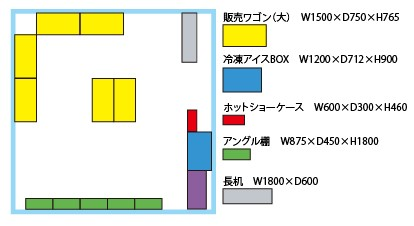 販売ワゴン（大） W1500×D750×H765
冷凍アイスBOX W1200×D712×H900
ホットショーケース W600×D300×H460
アングル棚 W875×D450×H1800
長机 W1800×D600